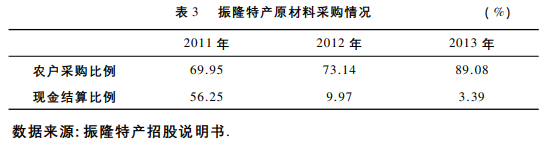 表 3 振隆特产原材料采购情况 (%)
2011 年 2012 年 2013 年
农户采购比例 69.95 73.14 89.08
现金结算比例 56.25 9.97 3.39
数据来源:振隆特产招股说明书.